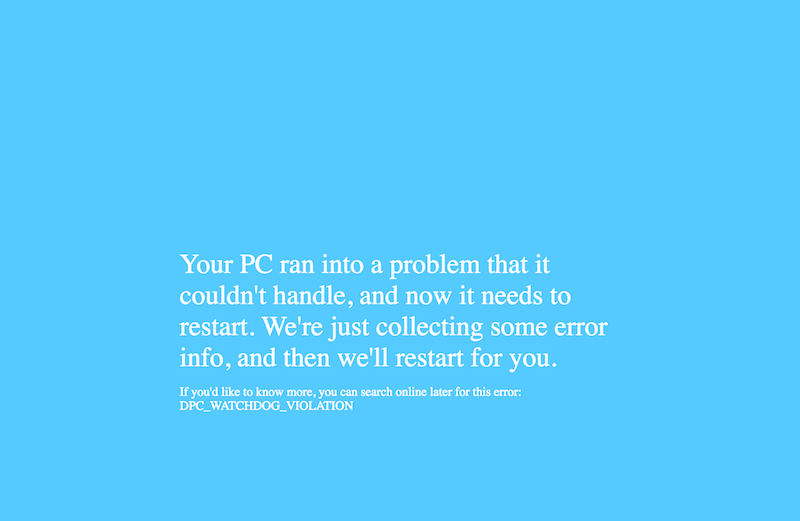 Your PC ran into a problem that it
couldn't handle, and now it needs to
restart. We're just collecting some error
info, and then we'll restart for you.
If you'd like to know more, you can search online later for this error:
DPC_WATCHDOG_VIOLATION